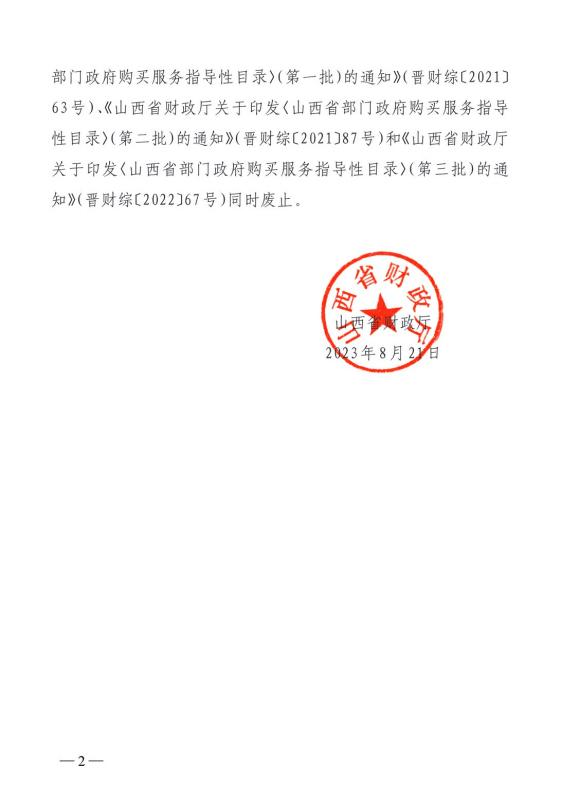 部门政府购买服务指导性目录〉(第一批)的通知》(晋财综〔2021〕
63号)、《山西省财政厅关于印发〈山西省部门政府购买服务指导
性目录〉(第二批)的通知》(晋财综〔2021〕87号)和《山西省财政厅
关于印发〈山西省部门政府购买服务指导性目录〉(第三批)的通
知》(晋财综〔2022〕67号)同时废止。
山西省财政厅
山西省财政厅
2023年8月21日
—2—